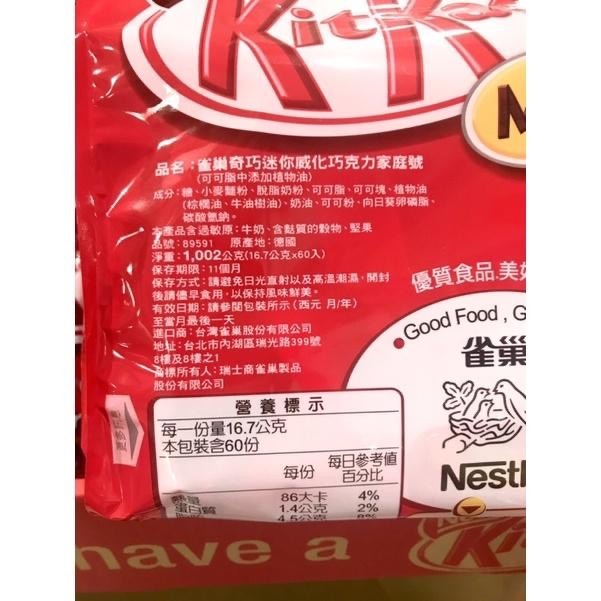 KitKat
M
品名：雀巢奇巧迷你威化巧克力家庭號
(可可脂中添加植物油)
成分：糖、小麥麵粉、脫脂奶粉、可可脂、可可塊、植物油
(棕櫚油、牛油樹油)、奶油、可可粉、向日葵卵磷脂、
碳酸氫鈉。
本產品含過敏原：牛奶、含麩質的穀物、堅果
品號：89591 原產地：德國
淨重：1,002公克(16.7公克x60入)
保存期限：11個月
保存方式：請避免日光直射以及高溫潮濕，開封
後請儘早食用，以保持風味鮮美。
有效日期：請參閱包裝所示(西元 月/年)
至當月最後一天
進口商：台灣雀巢股份有限公司
地址：台北市內湖區瑞光路399號
8樓及8樓之1
商標所有人：瑞士商雀巢製品
股份有限公司
優質食品,美
Good Food, G
雀巢
Nestl
營養標示
每一份量16.7公克
本包裝含60份
每份 每日參考值
百分比
熱量 86大卡 4%
蛋白質 1.4公克 2%
4.5公克 8%
have a
Ki